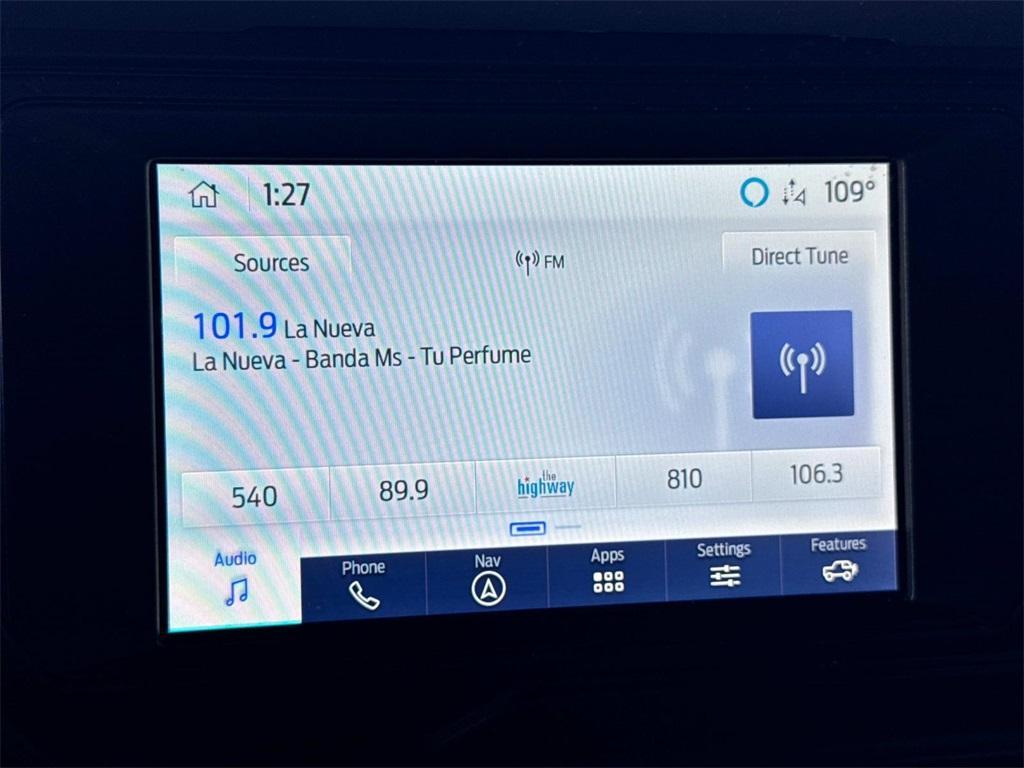 1:27 109°
Sources FM Direct Tune
101.9 La Nueva
La Nueva - Banda Ms - Tu Perfume
540 89.9 the highway 810 106.3
Audio Phone Nav Apps Settings Features